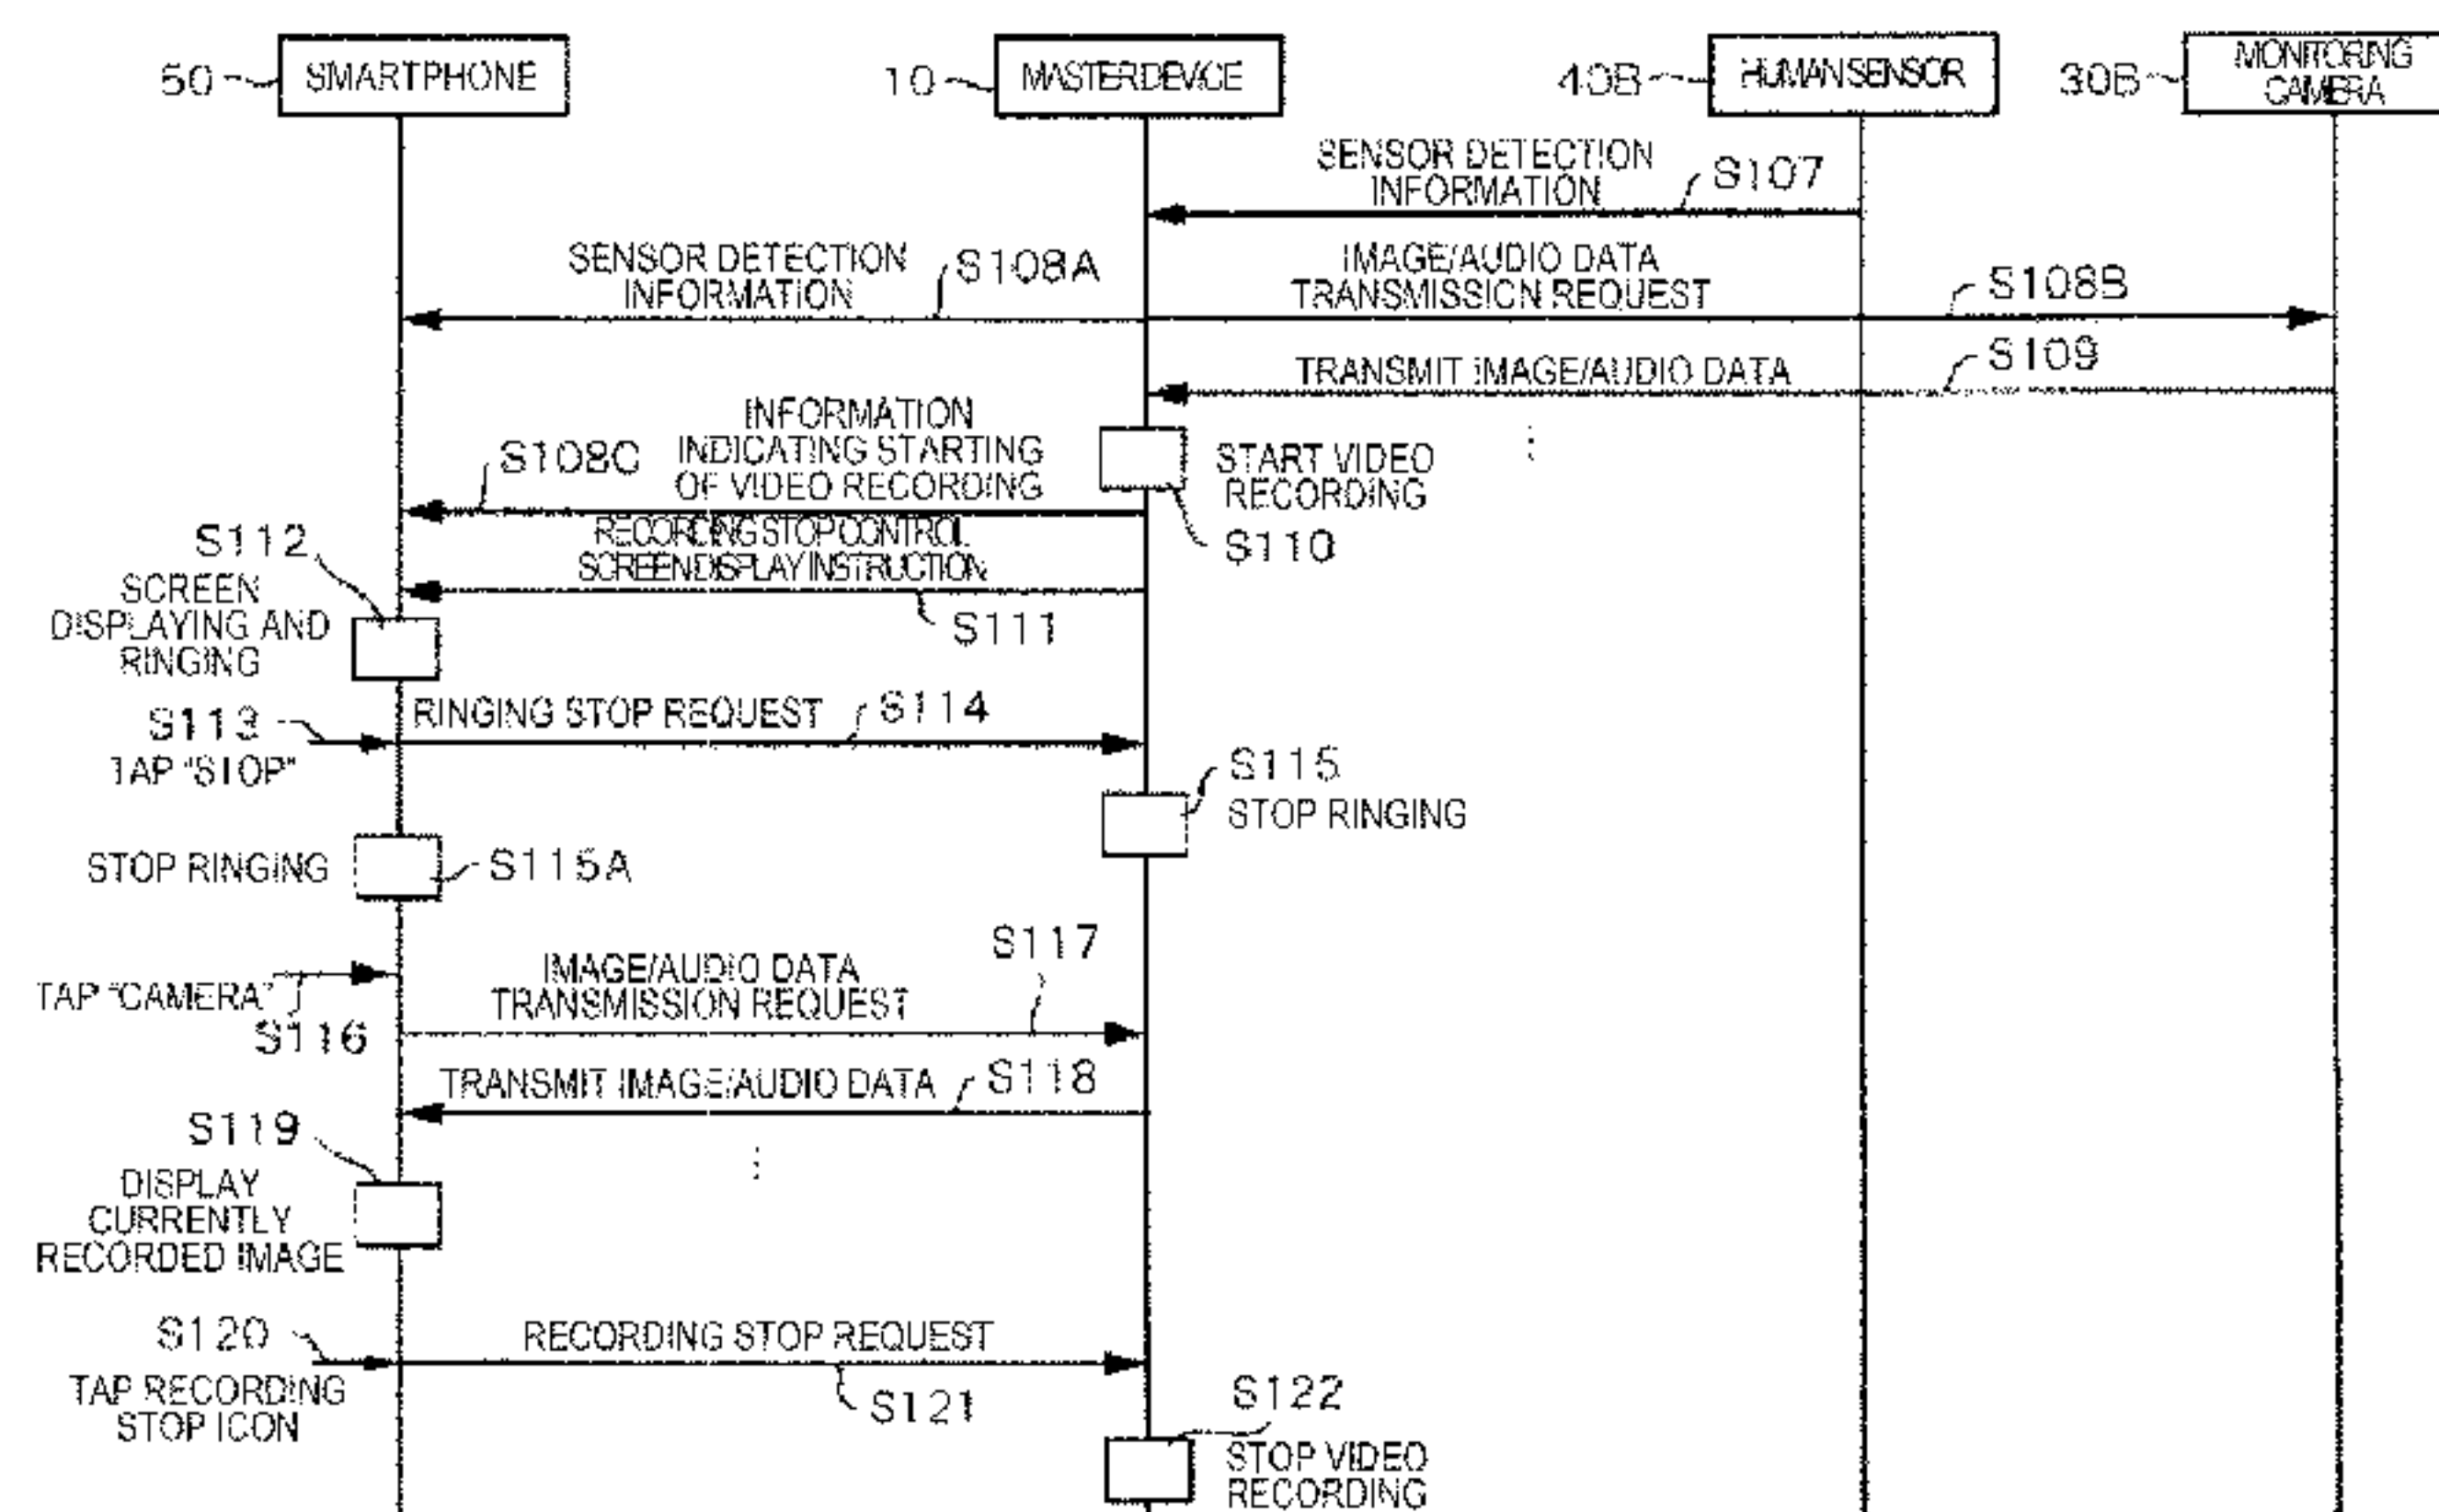 50
SMARTPHONE
10
MASTER DEVICE
40B
HUMAN SENSOR
30B
MONITORING
CAMERA
SENSOR DETECTION
INFORMATION
S107
SENSOR DETECTION
INFORMATION
S108A
IMAGE/AUDIO DATA
TRANSMISSION REQUEST
S108B
TRANSMIT IMAGE/AUDIO DATA
S109
INFORMATION
INDICATING STARTING
OF VIDEO RECORDING
S108C
START VIDEO
RECORDING
S110
RECORDING STOP CONTROL
SCREEN DISPLAY INSTRUCTION
S111
S112
SCREEN
DISPLAYING AND
RINGING
S113
TAP "STOP"
RINGING STOP REQUEST
S114
S115
STOP RINGING
STOP RINGING
S115A
TAP "CAMERA"
S116
IMAGE/AUDIO DATA
TRANSMISSION REQUEST
S117
TRANSMIT IMAGE/AUDIO DATA
S118
S119
DISPLAY
CURRENTLY
RECORDED IMAGE
S120
TAP RECORDING
STOP ICON
RECORDING STOP REQUEST
S121
S122
STOP VIDEO
RECORDING